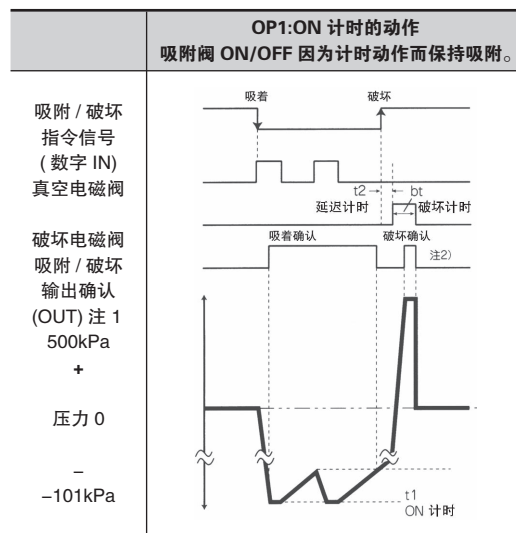 OP1:ON 计时的动作
吸附阀 ON/OFF 因为计时动作而保持吸附。
吸附 / 破坏
指令信号
( 数字 IN)
真空电磁阀
破坏电磁阀
吸附 / 破坏
输出确认
(OUT) 注 1
500kPa
+
压力 0
–
–101kPa
吸着
破坏
t2
bt
延迟计时
破坏计时
吸着确认
破坏确认
注2)
t1
ON 计时